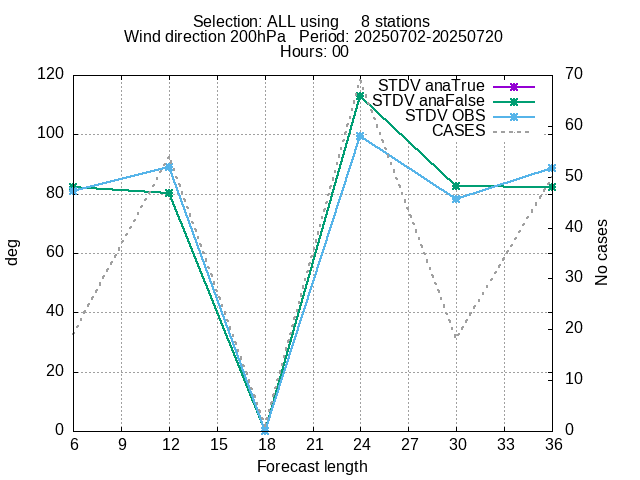 Selection: ALL using 8 stations
Wind direction 200hPa Period: 20250702-20250720
Hours: 00
STDV anaTrue
STDV anaFalse
STDV OBS
CASES
120
100
80
60
40
20
0
deg
70
60
50
40
30
20
10
0
No cases
6 9 12 15 18 21 24 27 30 33 36
Forecast length